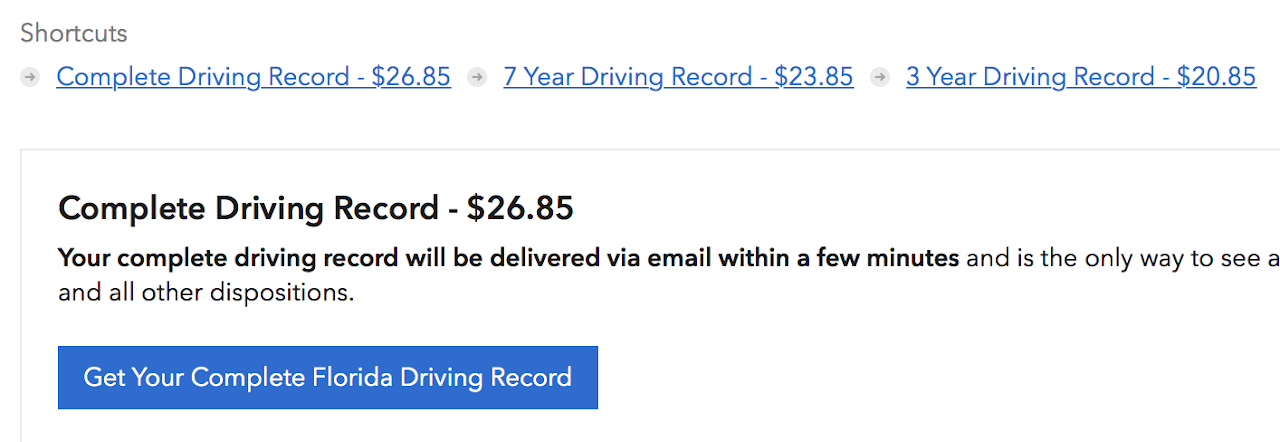 Shortcuts
Complete Driving Record - $26.85 7 Year Driving Record - $23.85 3 Year Driving Record - $20.85
Complete Driving Record - $26.85
Your complete driving record will be delivered via email within a few minutes and is the only way to see a
and all other dispositions.
Get Your Complete Florida Driving Record